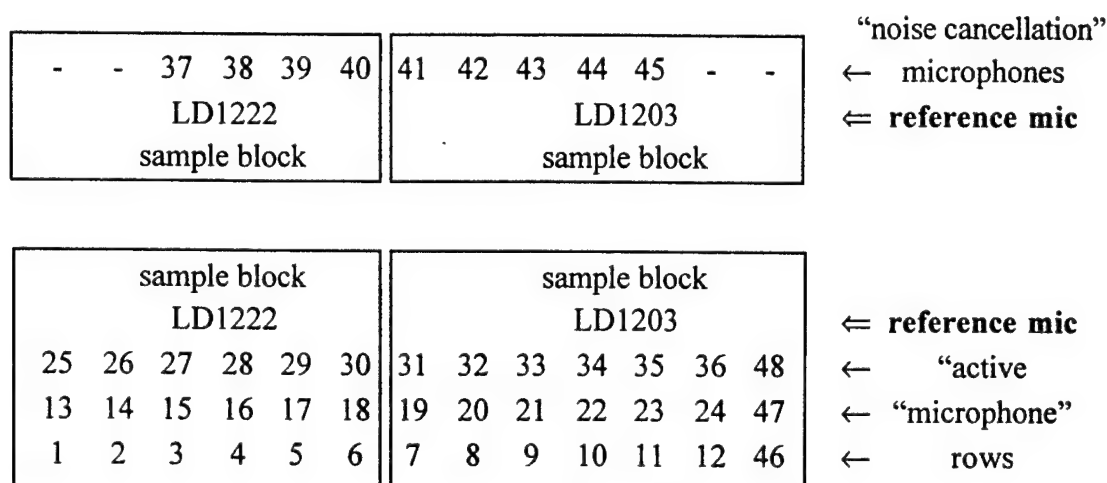 “noise cancellation”
- - 37 38 39 40 41 42 43 44 45 - - ← microphones
LD1222 LD1203 ⇐ reference mic
sample block sample block
sample block sample block
LD1222 LD1203 ⇐ reference mic
25 26 27 28 29 30 31 32 33 34 35 36 48 ← “active
13 14 15 16 17 18 19 20 21 22 23 24 47 ← “microphone”
1 2 3 4 5 6 7 8 9 10 11 12 46 ← rows